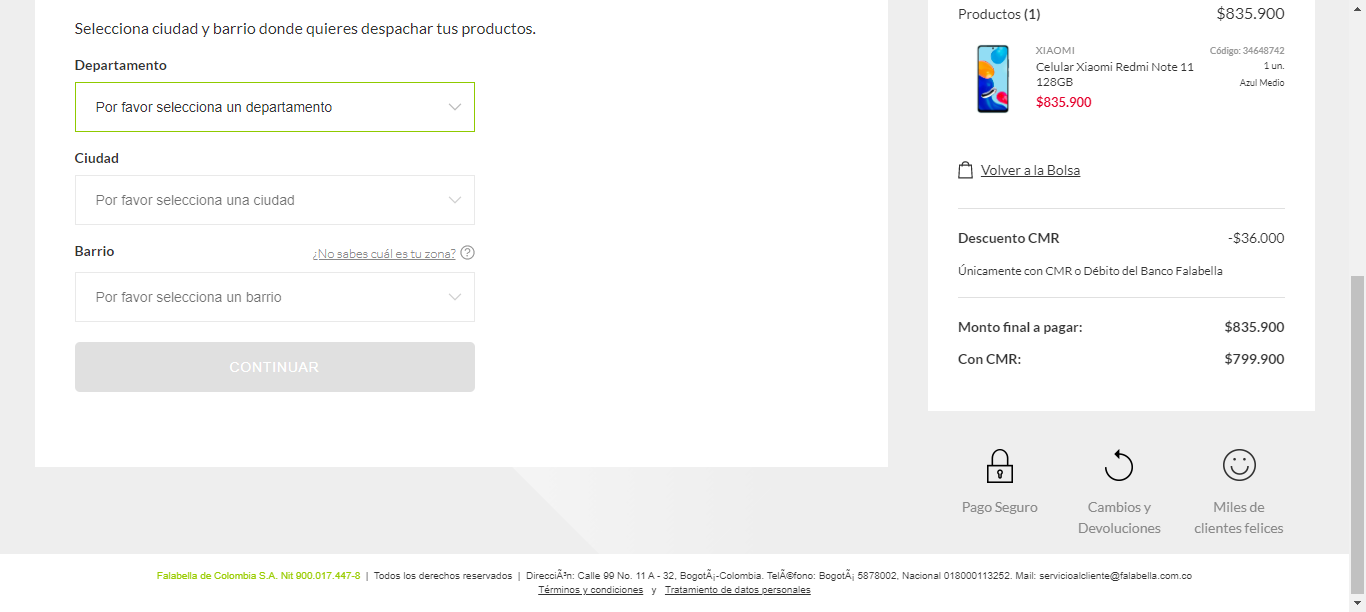 Selecciona ciudad y barrio donde quieres despachar tus productos.
Departamento
Por favor selecciona un departamento
Ciudad
Por favor selecciona una ciudad
Barrio
¿No sabes cuál es tu zona? ?
Por favor selecciona un barrio
CONTINUAR
Productos (1) $835.900
XIAOMI Código: 34648742
Celular Xiaomi Redmi Note 11 1 un.
128GB Azul Medio
$835.900
Volver a la Bolsa
Descuento CMR -$36.000
Únicamente con CMR o Débito del Banco Falabella
Monto final a pagar: $835.900
Con CMR: $799.900
Pago Seguro
Cambios y
Devoluciones
Miles de
clientes felices
Falabella de Colombia S.A. Nit 900.017.447-8 | Todos los derechos reservados | DirecciÃ³n: Calle 99 No. 11 A - 32, BogotÃ¡-Colombia. TelÃ©fono: BogotÃ¡ 5878002, Nacional 018000113252. Mail: servicioalcliente@falabella.com.co
Términos y condiciones y Tratamiento de datos personales